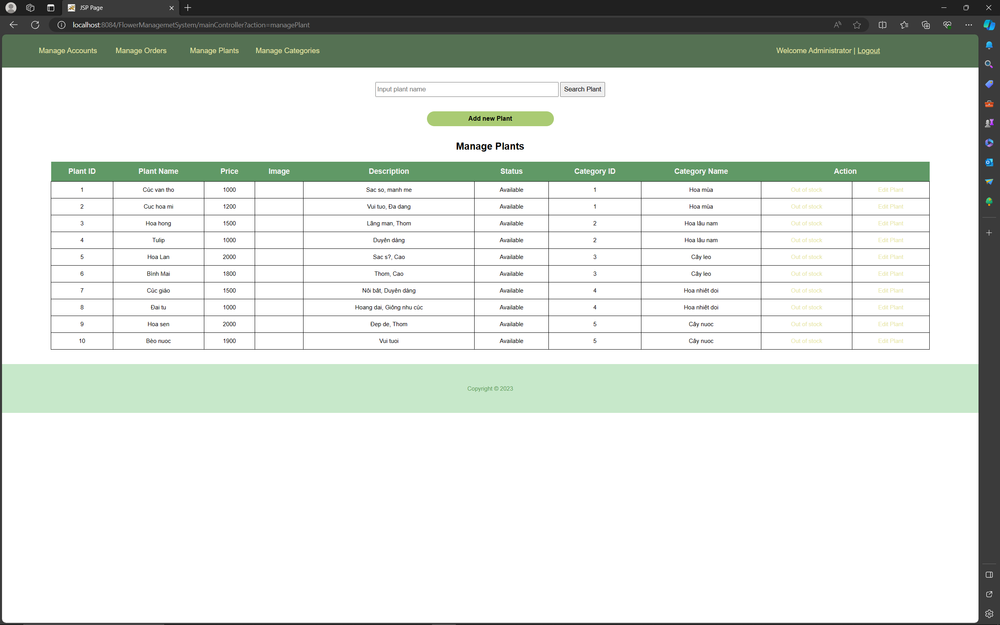 JSP Page
localhost:8084/FlowerManagemetSystem/mainController?action=managePlant
Manage Accounts Manage Orders Manage Plants Manage Categories Welcome Administrator | Logout
Input plant name Search Plant
Add new Plant
Manage Plants
Plant ID Plant Name Price Image Description Status Category ID Category Name Action
1 Cúc van tho 1000 Sac so, manh me Available 1 Hoa mùa Out of stock Edit Plant
2 Cuc hoa mi 1200 Vui tuo, Đa dang Available 1 Hoa mùa Out of stock Edit Plant
3 Hoa hong 1500 Lãng man, Thom Available 2 Hoa lâu nam Out of stock Edit Plant
4 Tulip 1000 Duyên dáng Available 2 Hoa lâu nam Out of stock Edit Plant
5 Hoa Lan 2000 Sac s?, Cao Available 3 Cây leo Out of stock Edit Plant
6 Bình Mai 1800 Thom, Cao Available 3 Cây leo Out of stock Edit Plant
7 Cúc giáo 1500 Nôi bât, Duyên dáng Available 4 Hoa nhiêt doi Out of stock Edit Plant
8 Đai tu 1000 Hoang dai, Giông nhu cúc Available 4 Hoa nhiêt doi Out of stock Edit Plant
9 Hoa sen 2000 Đep de, Thom Available 5 Cây nuoc Out of stock Edit Plant
10 Bèo nuoc 1900 Vui tuoi Available 5 Cây nuoc Out of stock Edit Plant
Copyright © 2023